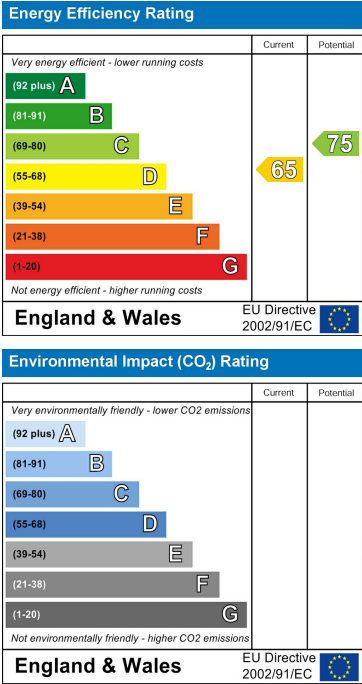 Energy Efficiency Rating
Current Potential
Very energy efficient - lower running costs
(92 plus) A
(81-91) B
(69-80) C
(55-68) D
(39-54) E
(21-38) F
(1-20) G
65
75
Not energy efficient - higher running costs
England & Wales
EU Directive
2002/91/EC
Environmental Impact (CO₂) Rating
Current Potential
Very environmentally friendly - lower CO2 emissions
(92 plus) A
(81-91) B
(69-80) C
(55-68) D
(39-54) E
(21-38) F
(1-20) G
Not environmentally friendly - higher CO2 emissions
England & Wales
EU Directive
2002/91/EC